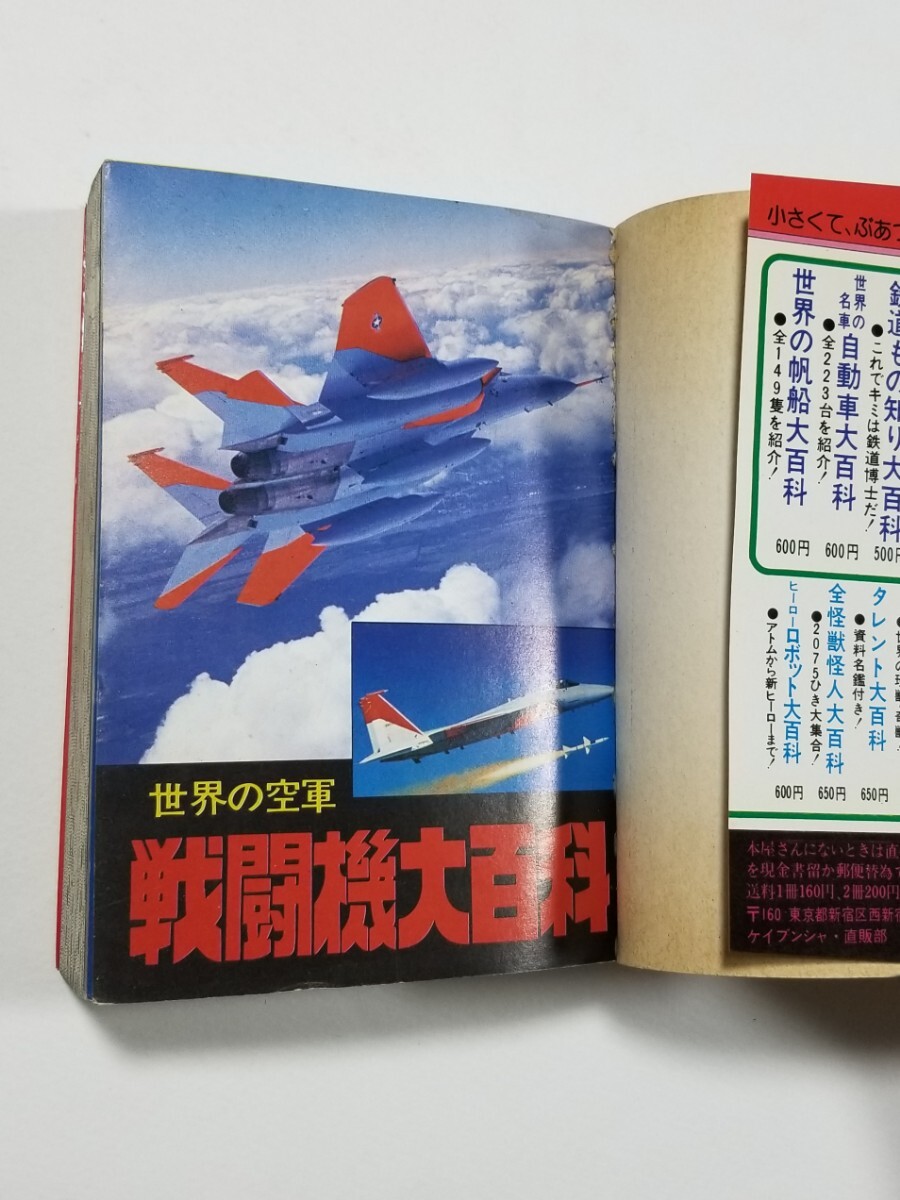 世界の空軍
戦闘機大百科
小さくて、ぶあつ
鉄道もの知り大百科
●これでキミは鉄道博士だ!
500円
世界の名車
自動車大百科
●全223台を紹介!
600円
世界の帆船大百科
●全149隻を紹介!
600円
タレント大百科
●資料名鑑付き!
650円
全怪獣怪人大百科
●2075ひき大集合!
650円
ヒーローロボット大百科
●アトムから新ヒーローまで!
600円
本屋さんにないときは直
を現金書留か郵便替為で
送料1冊160円、2冊200円
〒160 東京都新宿区西新宿
ケイブンシャ・直販部